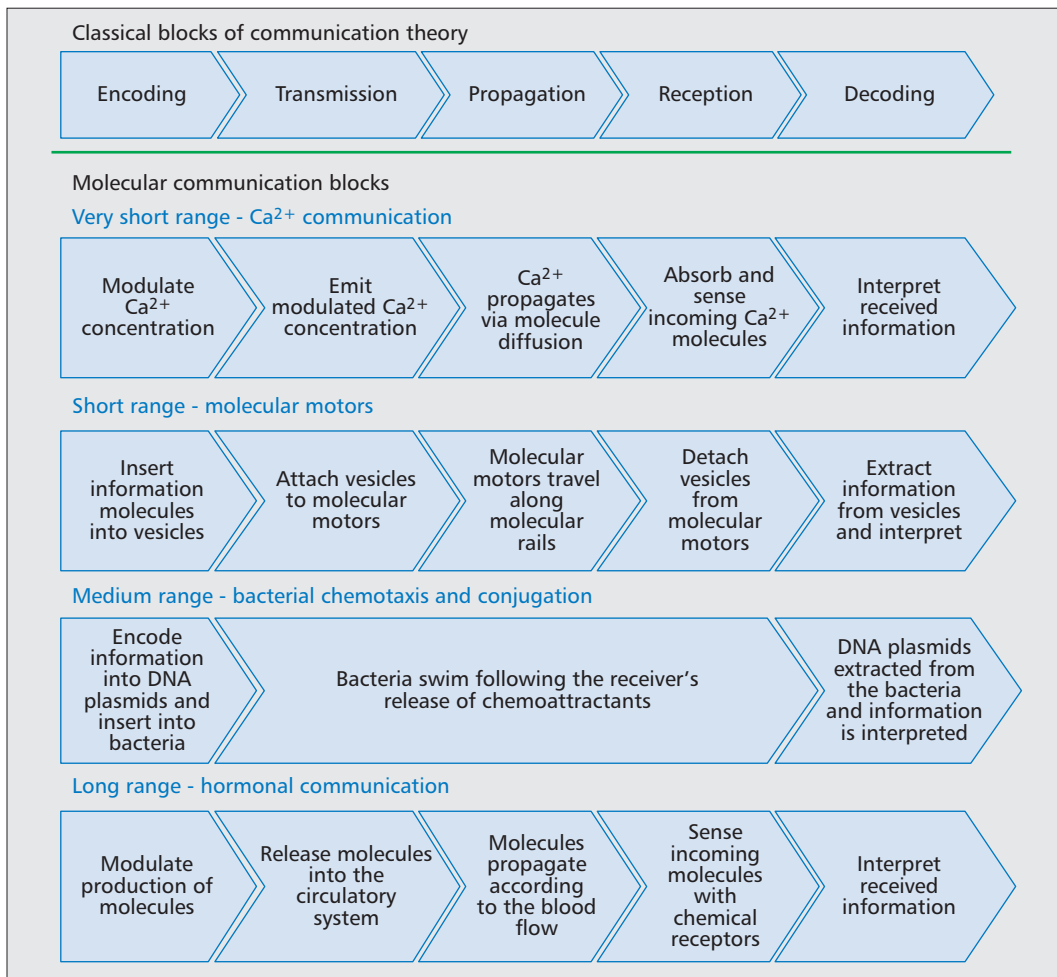 Classical blocks of communication theory
Encoding
Transmission
Propagation
Reception
Decoding
Molecular communication blocks
Very short range - Ca²⁺ communication
Modulate
Ca²⁺
concentration
Emit
modulated Ca²⁺
concentration
Ca²⁺
propagates
via molecule
diffusion
Absorb and
sense
incoming Ca²⁺
molecules
Interpret
received
information
Short range - molecular motors
Insert
information
molecules
into vesicles
Attach vesicles
to molecular
motors
Molecular
motors travel
along
molecular
rails
Detach
vesicles
from
molecular
motors
Extract
information
from vesicles
and interpret
Medium range - bacterial chemotaxis and conjugation
Encode
information
into DNA
plasmids and
insert into
bacteria
Bacteria swim following the receiver's
release of chemoattractants
DNA plasmids
extracted from
the bacteria
and information
is interpreted
Long range - hormonal communication
Modulate
production of
molecules
Release molecules
into the
circulatory
system
Molecules
propagate
according
to the blood
flow
Sense
incoming
molecules
with
chemical
receptors
Interpret
received
information